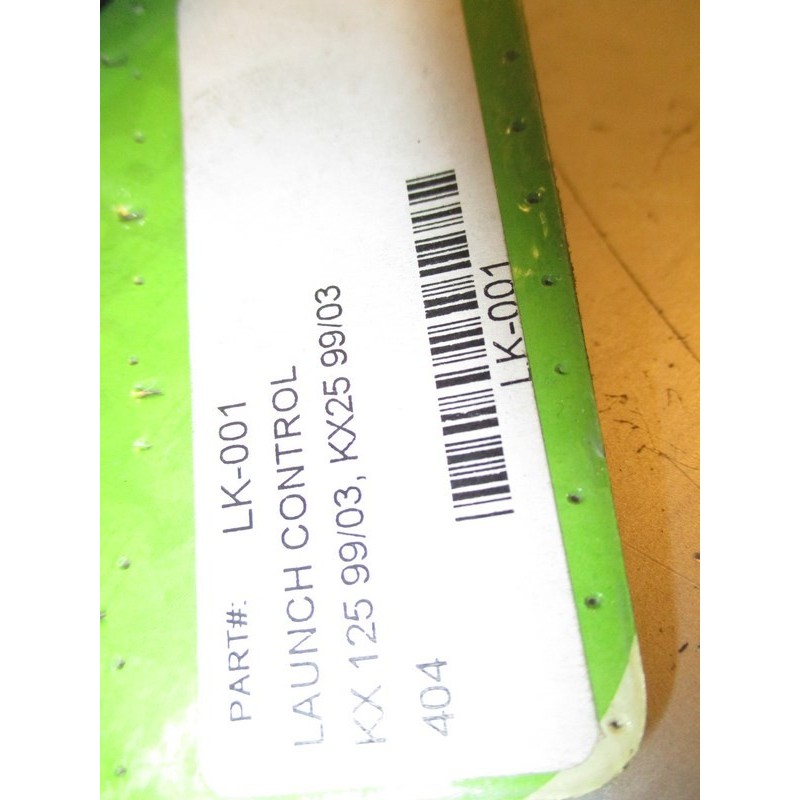 PART#: LK-001
LAUNCH CONTROL
KX 125 99/03, KX25 99/03
404
LK-001